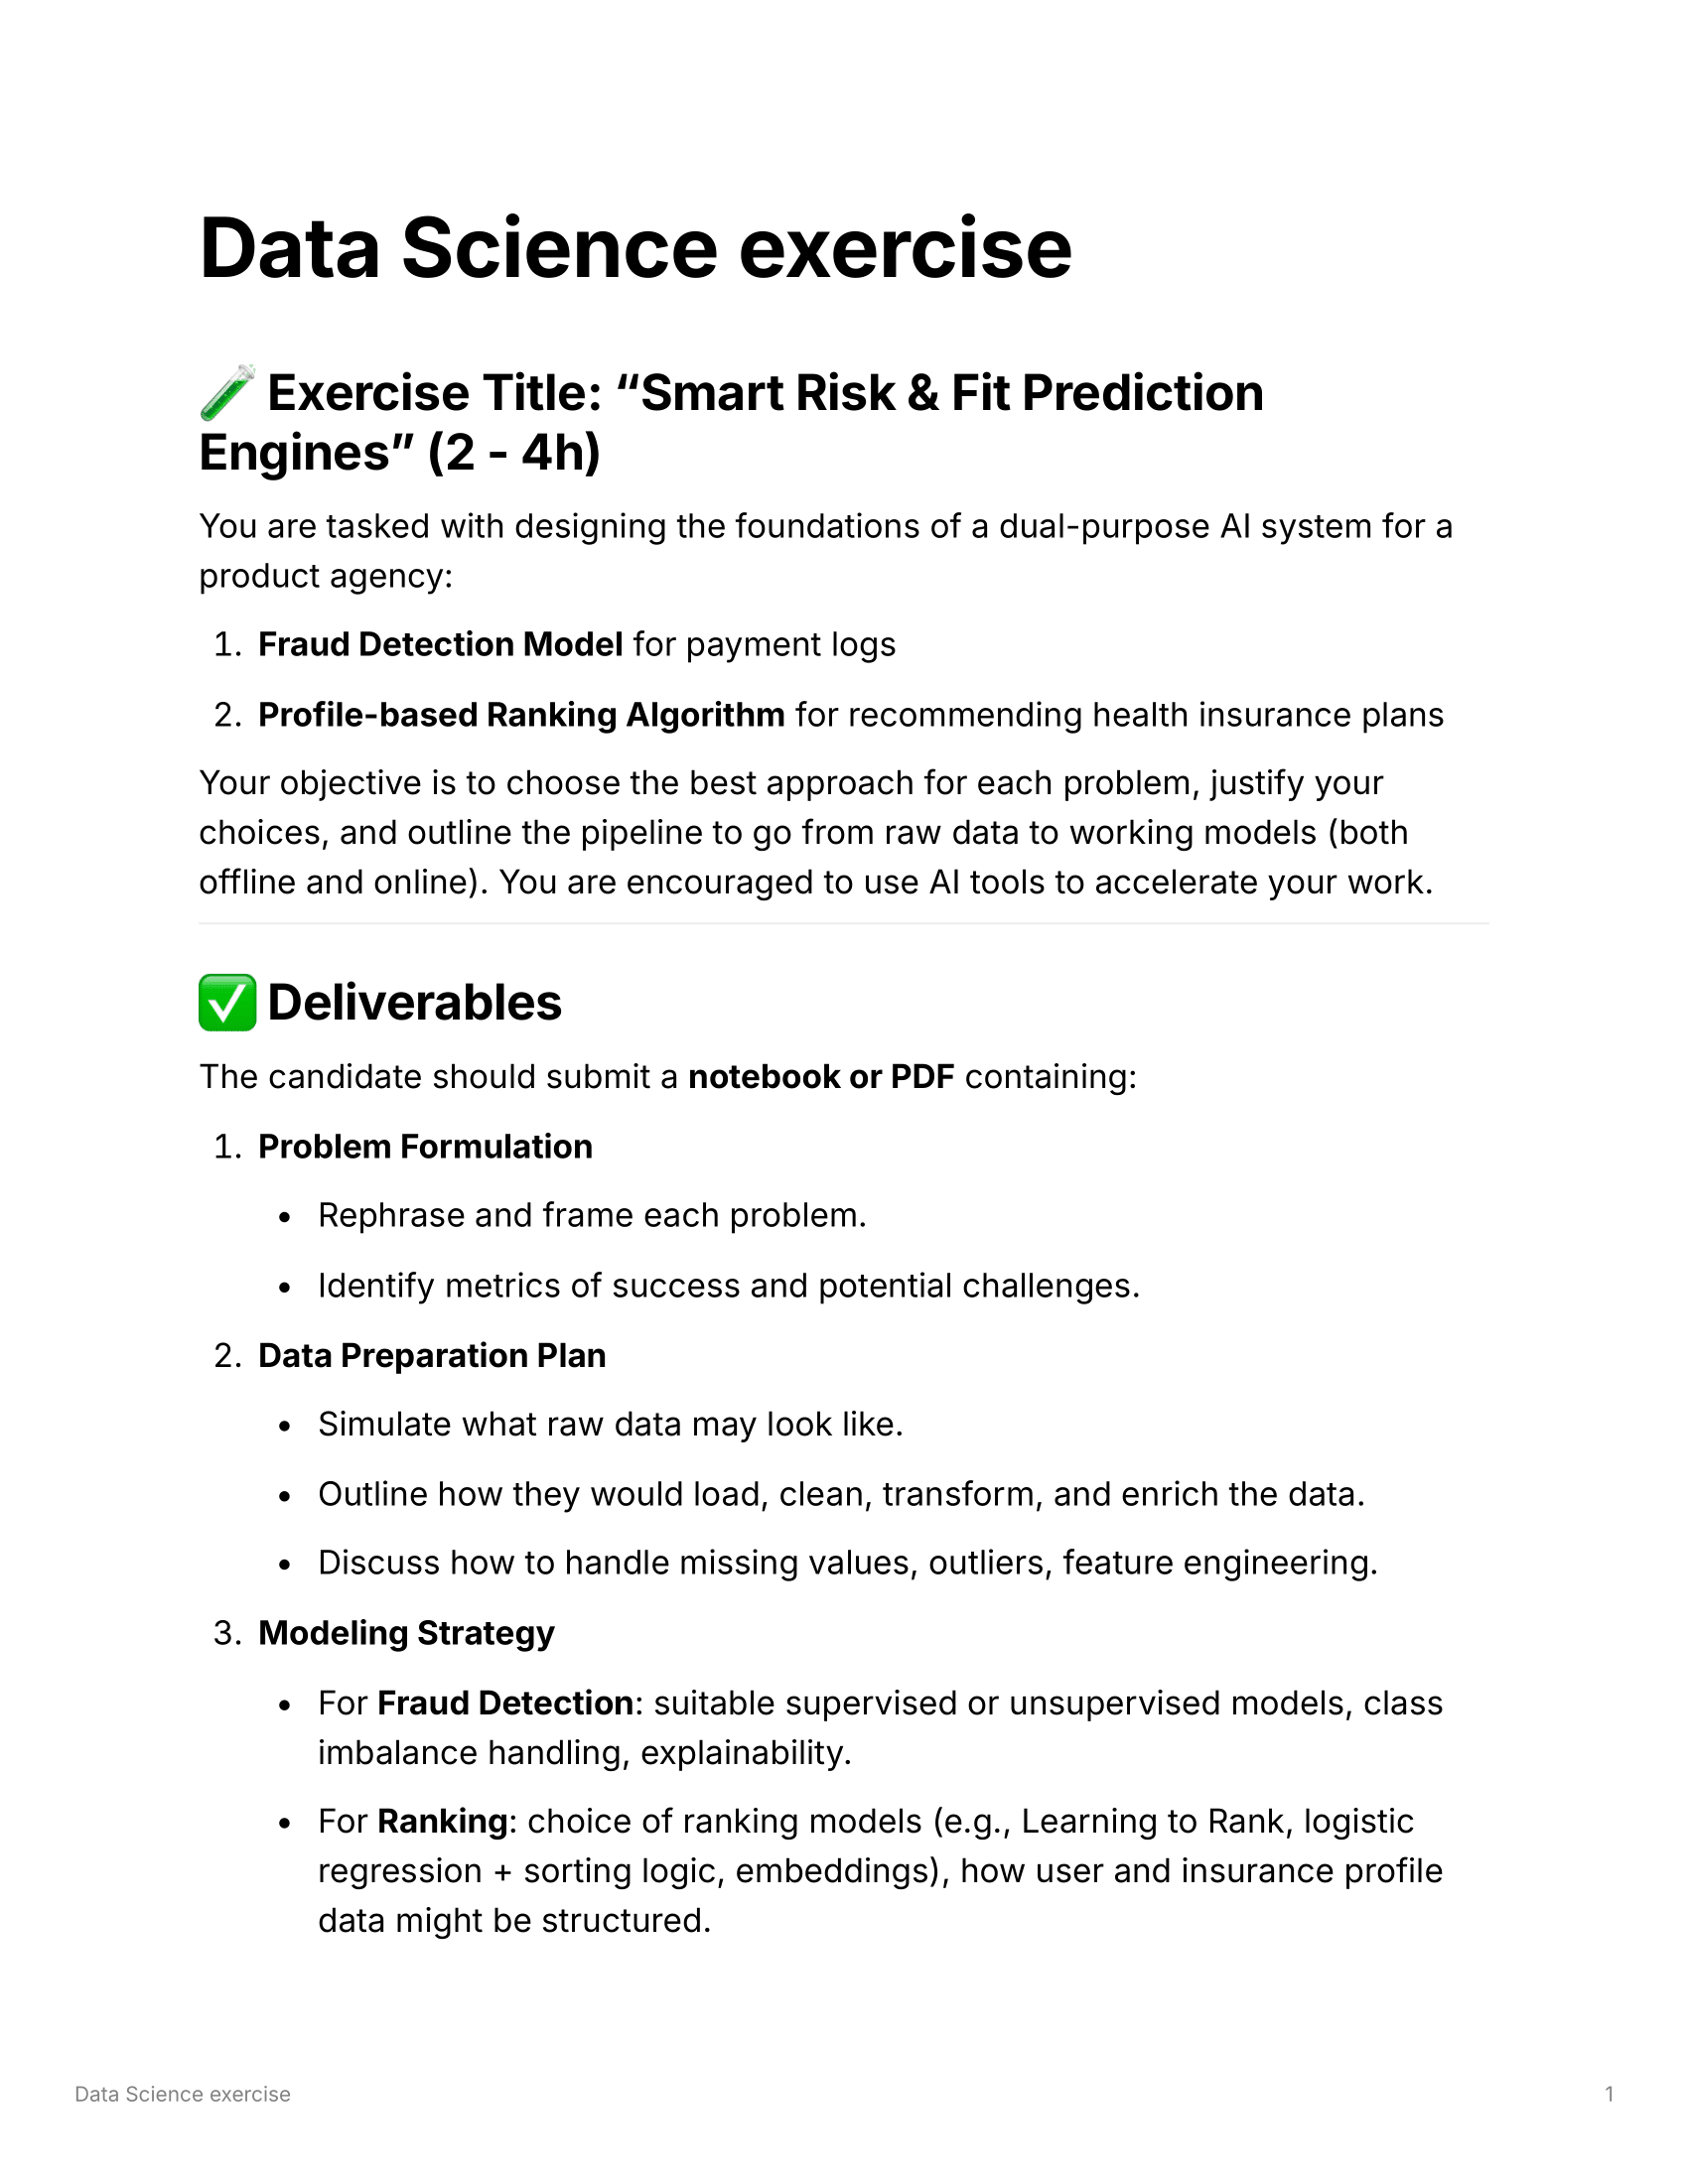 Data Science exercise
🧪 Exercise Title: “Smart Risk & Fit Prediction
Engines” (2 - 4h)
You are tasked with designing the foundations of a dual-purpose AI system for a
product agency:
1. Fraud Detection Model for payment logs
2. Profile-based Ranking Algorithm for recommending health insurance plans
Your objective is to choose the best approach for each problem, justify your
choices, and outline the pipeline to go from raw data to working models (both
offline and online). You are encouraged to use AI tools to accelerate your work.
✅ Deliverables
The candidate should submit a notebook or PDF containing:
1. Problem Formulation
• Rephrase and frame each problem.
• Identify metrics of success and potential challenges.
2. Data Preparation Plan
• Simulate what raw data may look like.
• Outline how they would load, clean, transform, and enrich the data.
• Discuss how to handle missing values, outliers, feature engineering.
3. Modeling Strategy
• For Fraud Detection: suitable supervised or unsupervised models, class
imbalance handling, explainability.
• For Ranking: choice of ranking models (e.g., Learning to Rank, logistic
regression + sorting logic, embeddings), how user and insurance profile
data might be structured.
Data Science exercise
1